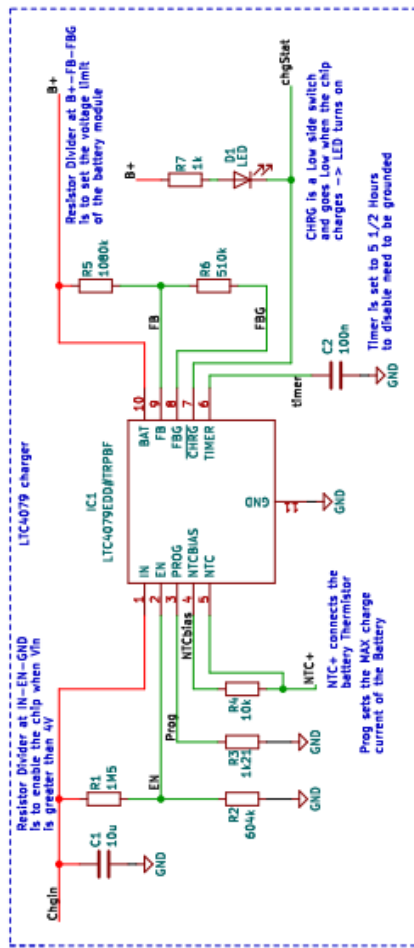 LTC4079 charger
Resistor Divider at IN-EN-GND
is to enable the chip when Vin
is greater than 4V
ChgIn
C1
10u
GND
R1
1M5
EN
R2
604k
GND
Prog
R3
1k21
GND
NTCbias
R4
10k
NTC+
NTC+ connects the
battery Thermistor
Prog sets the MAX charge
current of the Battery
IC1
LTC4079EDD#TRPBF
1
IN
2
EN
3
PROG
4
NTCBIAS
5
NTC
10
BAT
9
FB
8
FBG
7
CHRG
6
TIMER
GND
11
GND
B+
Resistor Divider at B+-FB-FBG
is to set the voltage limit
of the battery module
R5
1080k
FB
R6
510k
FBG
B+
R7
1k
D1
LED
chgStat
CHRG is a Low side switch
and goes Low when the chip
charges -> LED turns on
timer
C2
100n
GND
Timer is set to 5 1/2 Hours
to disable need to be grounded